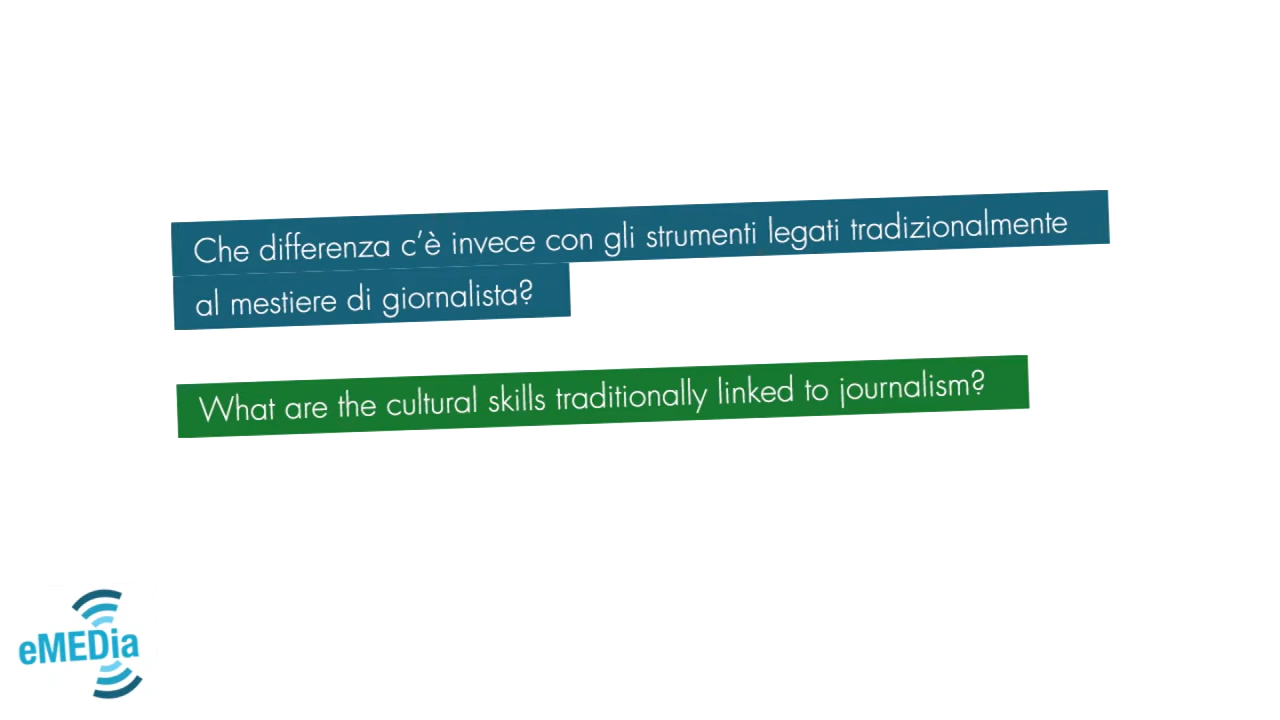 Che differenza c'è invece con gli strumenti legati tradizionalmente
al mestiere di giornalista?
What are the cultural skills traditionally linked to journalism?
eMEDia